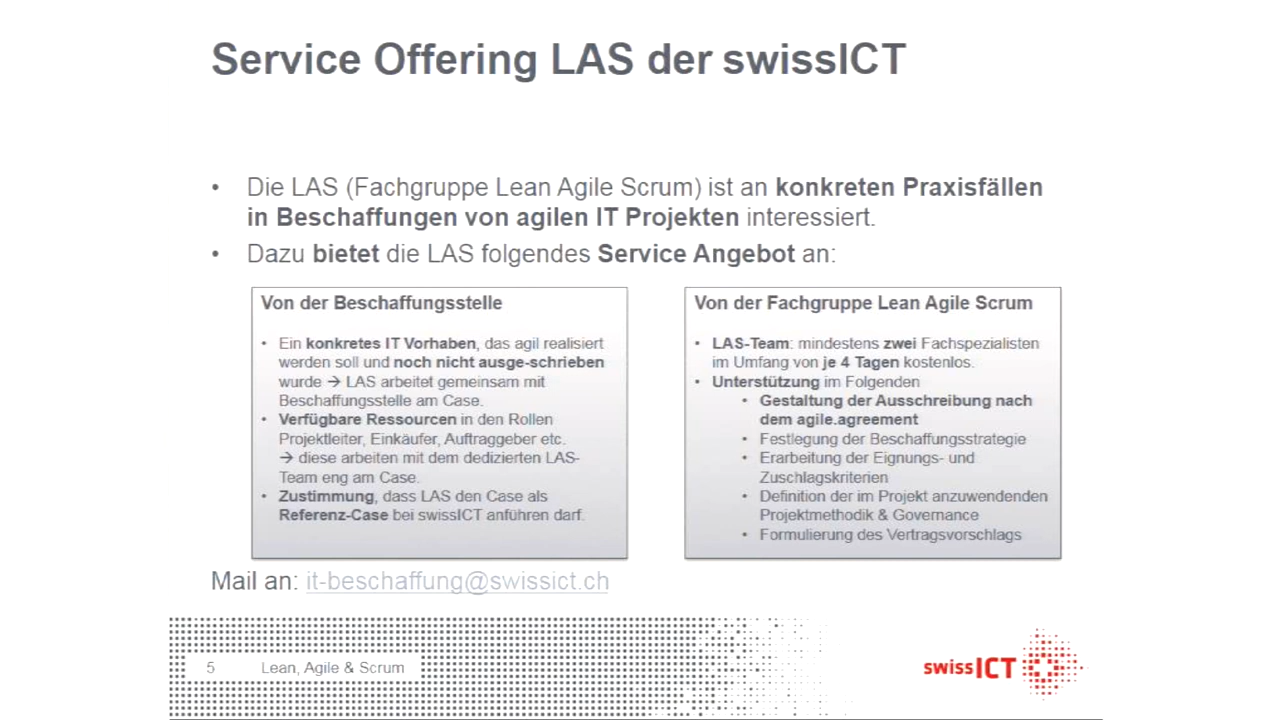 Service Offering LAS der swissICT
• Die LAS (Fachgruppe Lean Agile Scrum) ist an konkreten Praxisfällen
in Beschaffungen von agilen IT Projekten interessiert.
• Dazu bietet die LAS folgendes Service Angebot an:
Von der Beschaffungsstelle
• Ein konkretes IT Vorhaben, das agil realisiert
werden soll und noch nicht ausge-schrieben
wurde → LAS arbeitet gemeinsam mit
Beschaffungsstelle am Case.
• Verfügbare Ressourcen in den Rollen
Projektleiter, Einkäufer, Auftraggeber etc.
→ diese arbeiten mit dem dedizierten LAS-
Team eng am Case.
• Zustimmung, dass LAS den Case als
Referenz-Case bei swissICT anführen darf.
Von der Fachgruppe Lean Agile Scrum
• LAS-Team: mindestens zwei Fachspezialisten
im Umfang von je 4 Tagen kostenlos.
• Unterstützung im Folgenden
• Gestaltung der Ausschreibung nach
dem agile.agreement
• Festlegung der Beschaffungsstrategie
• Erarbeitung der Eignungs- und
Zuschlagskriterien
• Definition der im Projekt anzuwendenden
Projektmethodik & Governance
• Formulierung des Vertragsvorschlags
Mail an: it-beschaffung@swissict.ch
5 Lean, Agile & Scrum
swissICT